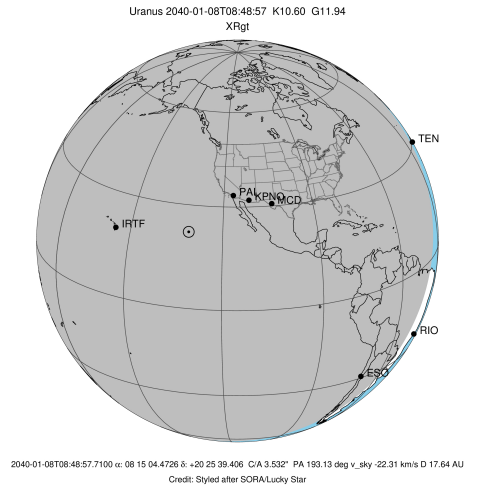 Uranus 2040-01-08T08:48:57 K10.60 G11.94
XRgt
TEN
PAL
KPNO
MCD
IRTF
RIO
ESO
2040-01-08T08:48:57.7100 α: 08 15 04.4726 δ: +20 25 39.406 C/A 3.532" PA 193.13 deg v_sky -22.31 km/s D 17.64 AU
Credit: Styled after SORA/Lucky Star